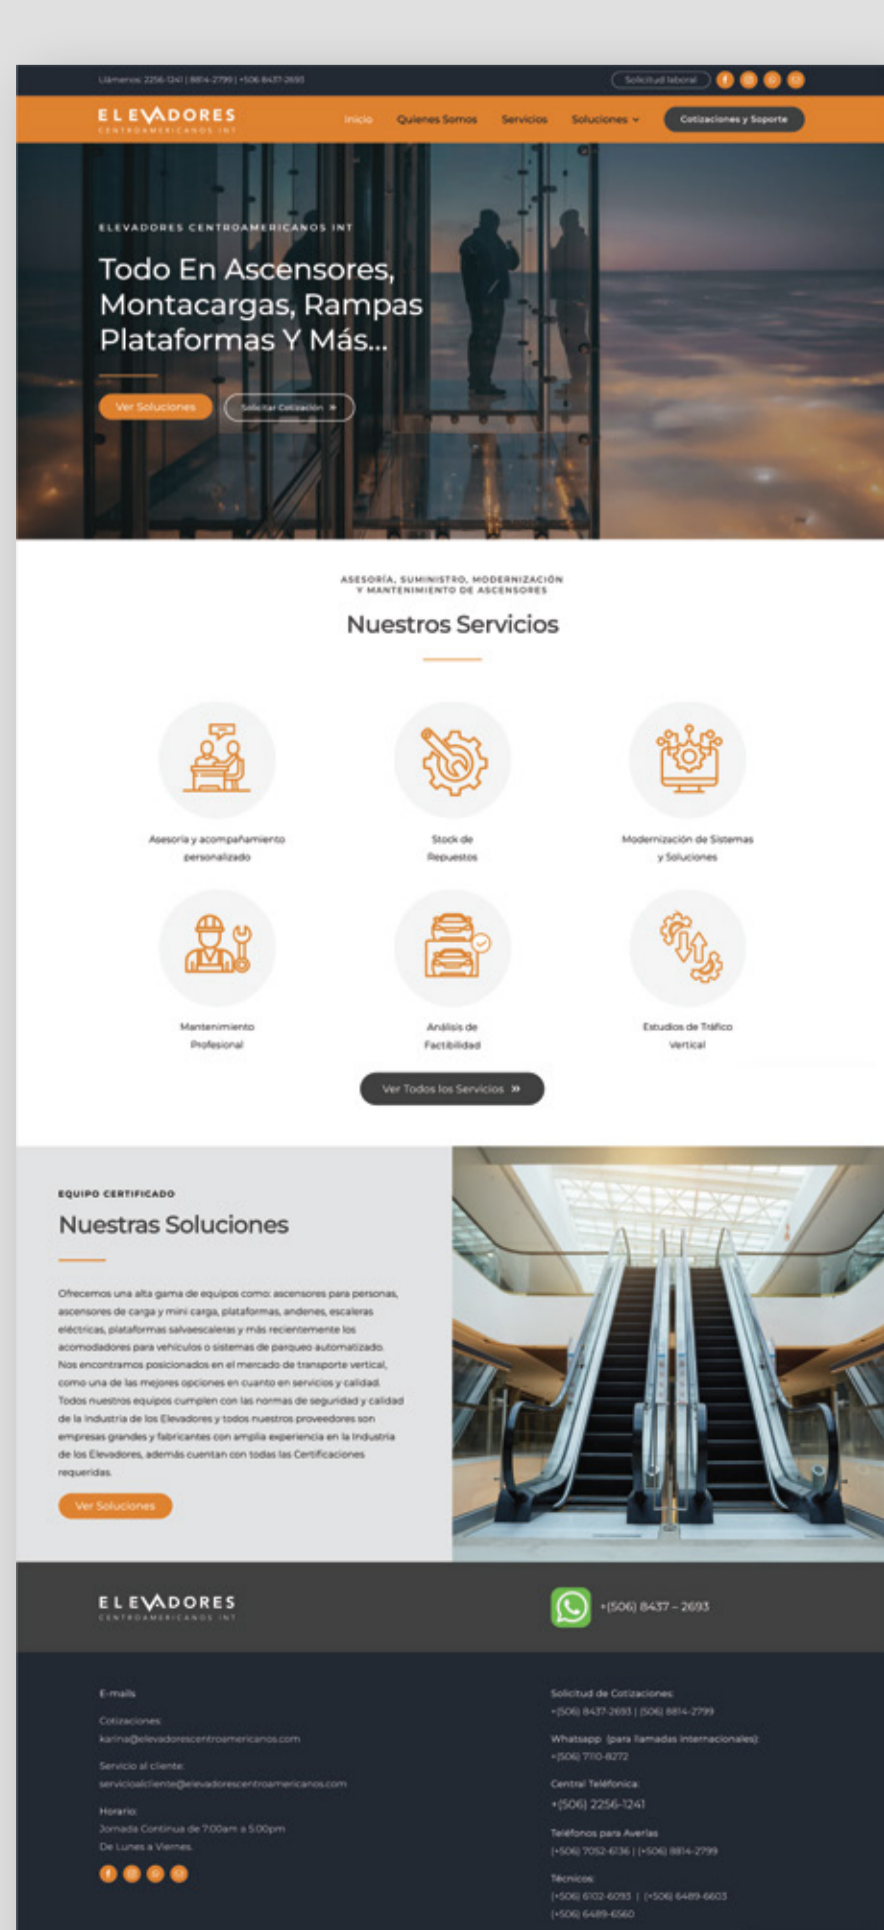 Llámenos: 2256-1241 | 8814-2799 | +506 8437-2693
Solicitud laboral
ELEVADORES
CENTROAMERICANOS INT
Inicio
Quienes Somos
Servicios
Soluciones
Cotizaciones y Soporte
ELEVADORES CENTROAMERICANOS INT
Todo En Ascensores,
Montacargas, Rampas
Plataformas Y Más...
Ver Soluciones
Solicitar Cotización »
ASESORÍA, SUMINISTRO, MODERNIZACIÓN
Y MANTENIMIENTO DE ASCENSORES
Nuestros Servicios
Asesoría y acompañamiento
personalizado
Stock de
Repuestos
Modernización de Sistemas
y Soluciones
Mantenimiento
Profesional
Análisis de
Factibilidad
Estudios de Tráfico
Vertical
Ver Todos los Servicios »
EQUIPO CERTIFICADO
Nuestras Soluciones
Ofrecemos una alta gama de equipos como: ascensores para personas,
ascensores de carga y mini carga, plataformas, andenes, escaleras
eléctricas, plataformas salvaescaleras y más recientemente los
acomodadores para vehículos o sistemas de parqueo automatizado.
Nos encontramos posicionados en el mercado de transporte vertical,
como una de las mejores opciones en cuanto en servicios y calidad.
Todos nuestros equipos cumplen con las normas de seguridad y calidad
de la Industria de los Elevadores y todos nuestros proveedores son
empresas grandes y fabricantes con amplia experiencia en la Industria
de los Elevadores, además cuentan con todas las Certificaciones
requeridas.
Ver Soluciones
ELEVADORES
CENTROAMERICANOS INT
+(506) 8437 – 2693
E-mails
Cotizaciones:
karina@elevadorescentroamericanos.com
Servicio al cliente:
servicioalcliente@elevadorescentroamericanos.com
Horario:
Jornada Continua de 7:00am a 5:00pm
De Lunes a Viernes.
Solicitud de Cotizaciones:
+(506) 8437-2693 | (506) 8814-2799
Whatsapp (para llamadas internacionales):
+(506) 7110-8272
Central Teléfonica:
+(506) 2256-1241
Teléfonos para Averías
(+506) 7052-6136 | (+506) 8814-2799
Técnicos:
(+506) 6102-6093 | (+506) 6489-6603
(+506) 6489-6560